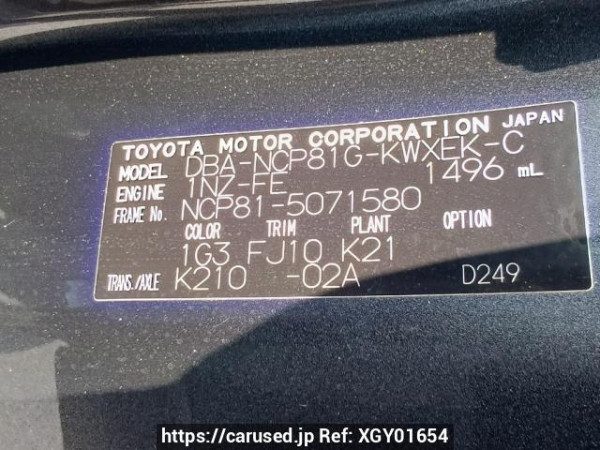 TOYOTA MOTOR CORPORATION JAPAN
MODEL DBA-NCP81G-KWXEK-C
ENGINE 1NZ-FE 1496 mL
FRAME No. NCP81-5071580
COLOR TRIM PLANT OPTION
1G3 FJ10 K21
TRANS./AXLE K210 -02A D249
https://carused.jp Ref: XGY01654